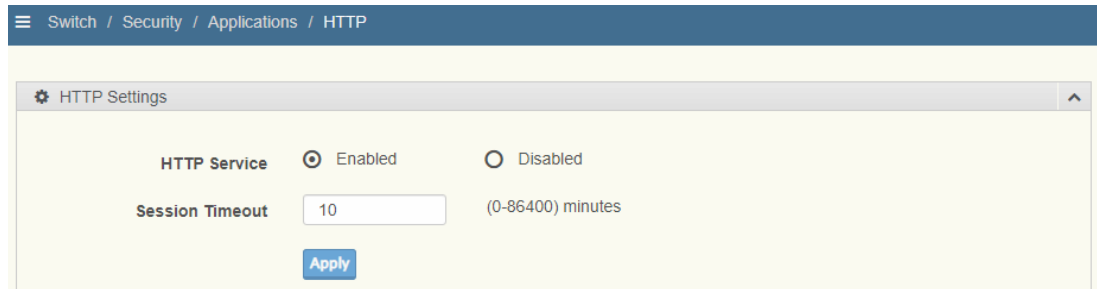 Switch / Security / Applications / HTTP
HTTP Settings
HTTP Service Enabled Disabled
Session Timeout 10 (0-86400) minutes
Apply